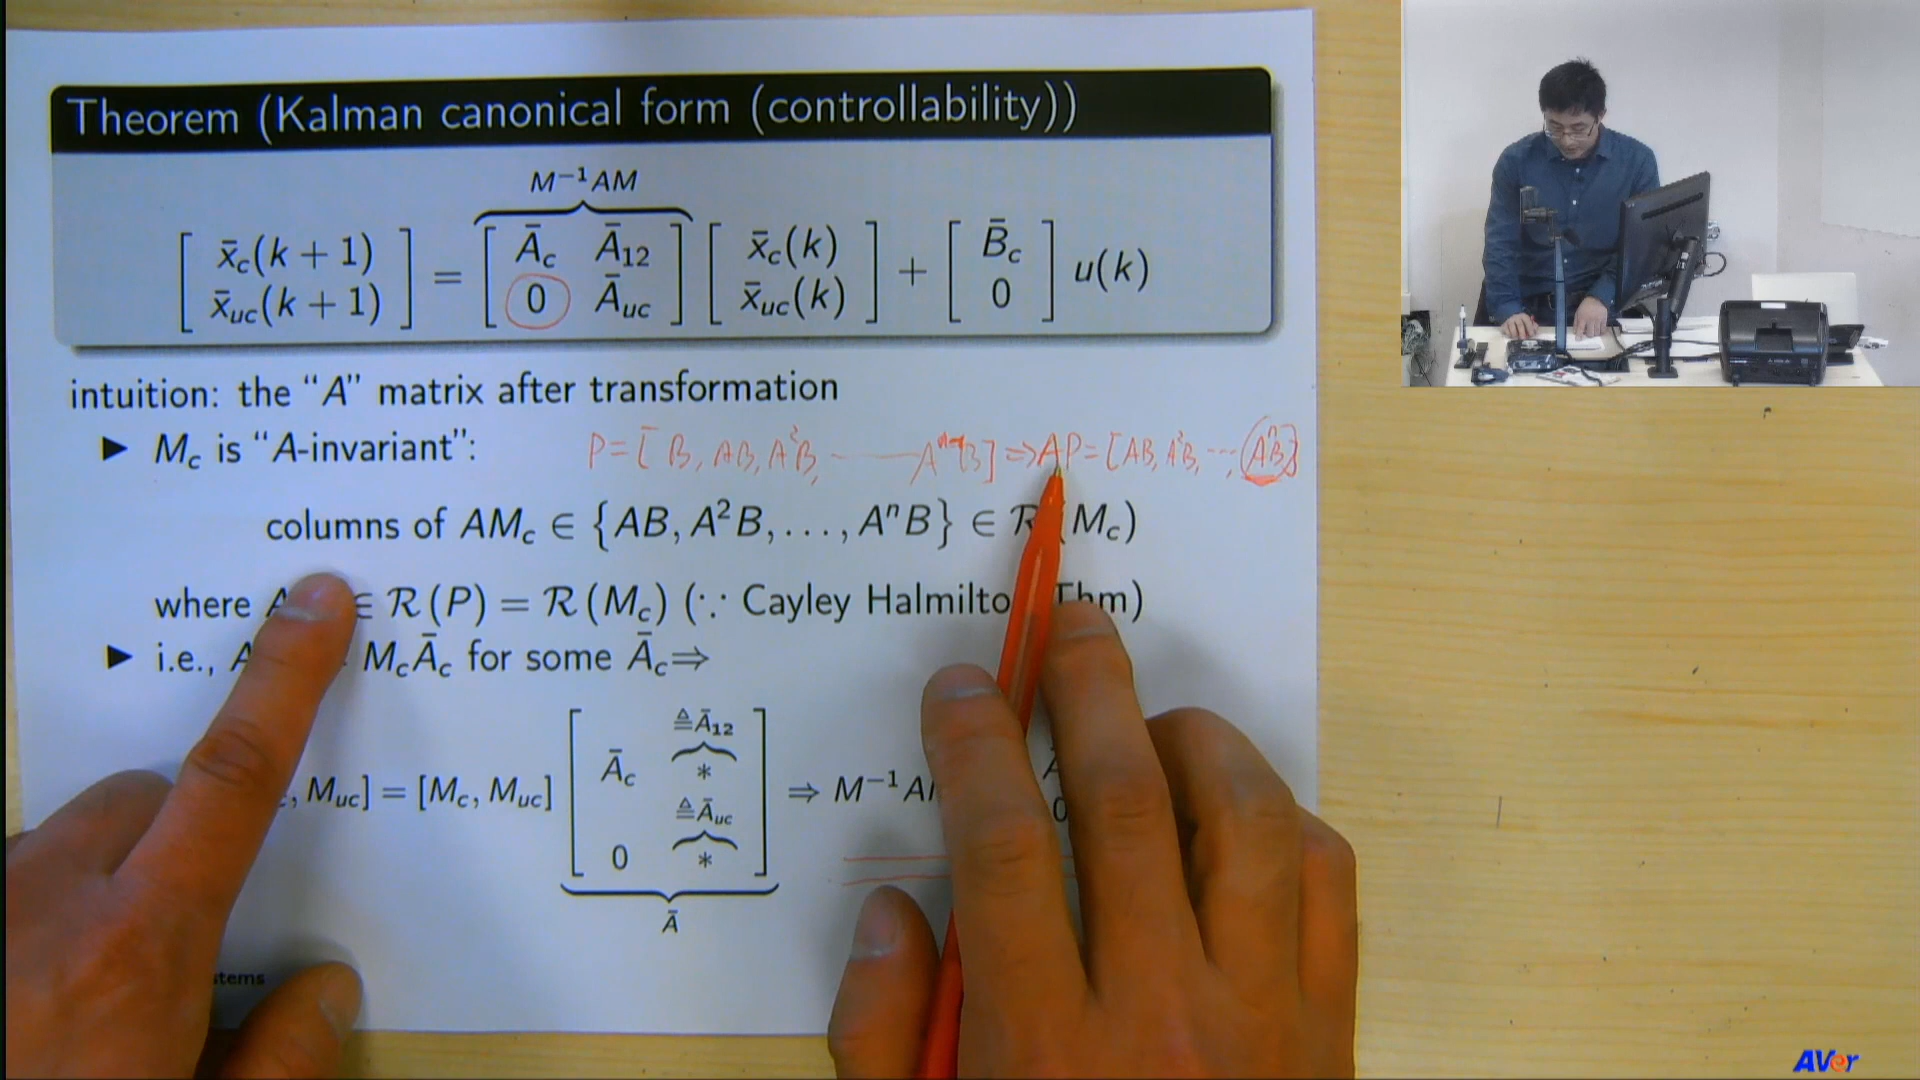 Theorem (Kalman canonical form (controllability))
M⁻¹AM
[ x̄c(k + 1) ; x̄uc(k + 1) ] = [ Āc Ā12 ; 0 Āuc ] [ x̄c(k) ; x̄uc(k) ] + [ B̄c ; 0 ] u(k)
intuition: the “A” matrix after transformation
▶ Mc is “A-invariant”: P = [ B, AB, A²B, —— Aⁿ⁻¹B] ⇒ AP = [AB, A²B, ⋯, AⁿB]
columns of AMc ∈ {AB, A²B, . . . , AⁿB} ∈ (Mc)
where ∈ R (P) = R (Mc) (∵ Cayley
▶ i.e., McĀc for some Āc⇒
, Muc] = [Mc, Muc] [ Āc ≜Ā12 * ; 0 ≜Āuc * ] ⇒ M⁻¹A
0
Ā
AVer